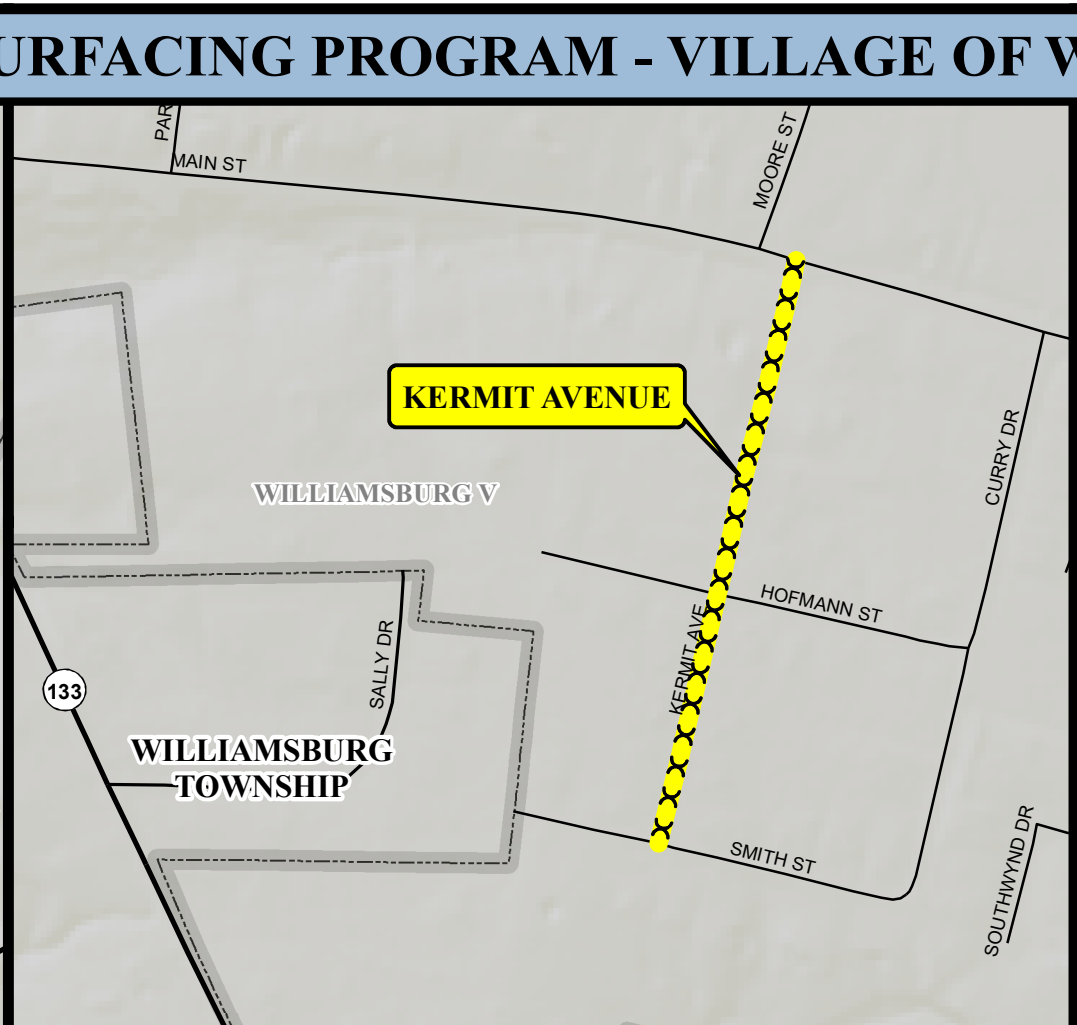 URFACING PROGRAM - VILLAGE OF W
PAR
MAIN ST
MOORE ST
KERMIT AVENUE
CURRY DR
WILLIAMSBURG V
HOFMANN ST
KERMIT AVE
SALLY DR
133
WILLIAMSBURG
TOWNSHIP
SMITH ST
SOUTHWYND DR